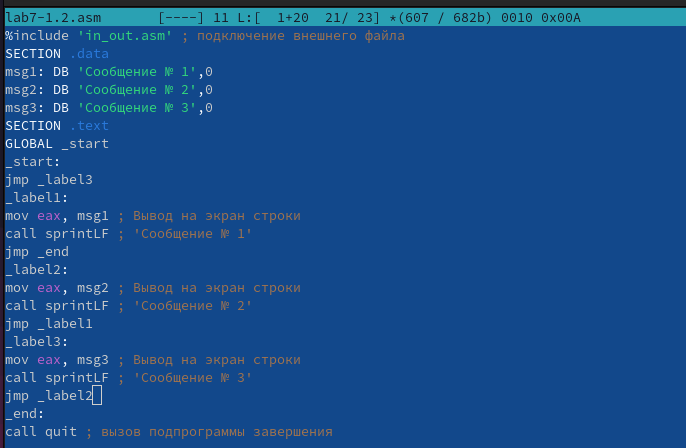 lab7-1.2.asm       [----] 11 L:[  1+20  21/ 23] *(607 / 682b) 0010 0x00A
%include 'in_out.asm' ; подключение внешнего файла
SECTION .data
msg1: DB 'Сообщение № 1',0
msg2: DB 'Сообщение № 2',0
msg3: DB 'Сообщение № 3',0
SECTION .text
GLOBAL _start
_start:
jmp _label3
_label1:
mov eax, msg1 ; Вывод на экран строки
call sprintLF ; 'Сообщение № 1'
jmp _end
_label2:
mov eax, msg2 ; Вывод на экран строки
call sprintLF ; 'Сообщение № 2'
jmp _label1
_label3:
mov eax, msg3 ; Вывод на экран строки
call sprintLF ; 'Сообщение № 3'
jmp _label2
_end:
call quit ; вызов подпрограммы завершения